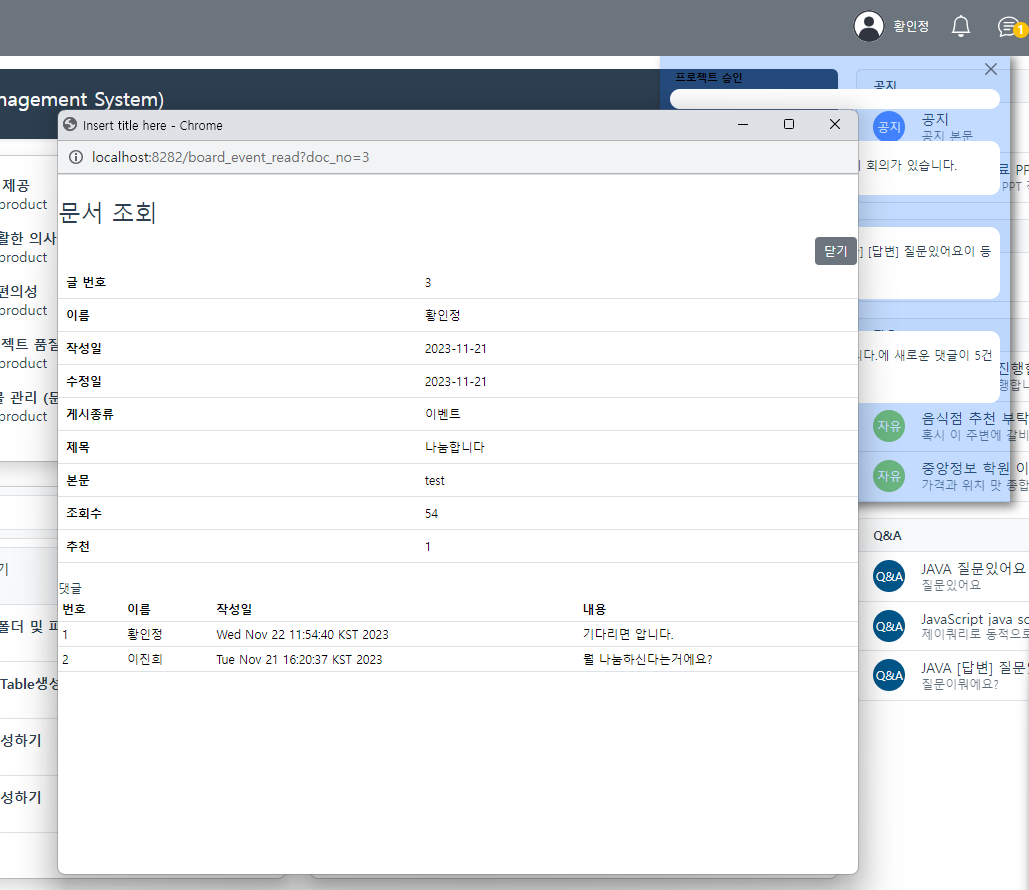 황인정
1
nagement System)
프로젝트 승인
공지
공지
공지
공지 본문
Insert title here - Chrome
localhost:8282/board_event_read?doc_no=3
회의가 있습니다.
PP
PPT
제공
product
활한 의사
product
편의성
product
젝트 품질
product
물 관리 (문
product
문서 조회
닫기
[답변] 질문있어요이 등
글 번호 3
이름 황인정
작성일 2023-11-21
수정일 2023-11-21
게시종류 이벤트
제목 나눔합니다
본문 test
조회수 54
추천 1
니다.에 새로운 댓글이 5건
진행합
행합니
자유
음식점 추천 부탁
혹시 이 주변에 갈비
자유
중앙정보 학원 이
가격과 위치 맛 종합
댓글
번호 이름 작성일 내용
1 황인정 Wed Nov 22 11:54:40 KST 2023 기다리면 압니다.
2 이진희 Tue Nov 21 16:20:37 KST 2023 뭘 나눔하신다는거에요?
Q&A
Q&A
JAVA 질문있어요
질문있어요
Q&A
JavaScript java sc
제이쿼리로 동적으로
Q&A
JAVA [답변] 질문
질문이뭐에요?
기
폴더 및 파
Table생성
성하기
성하기